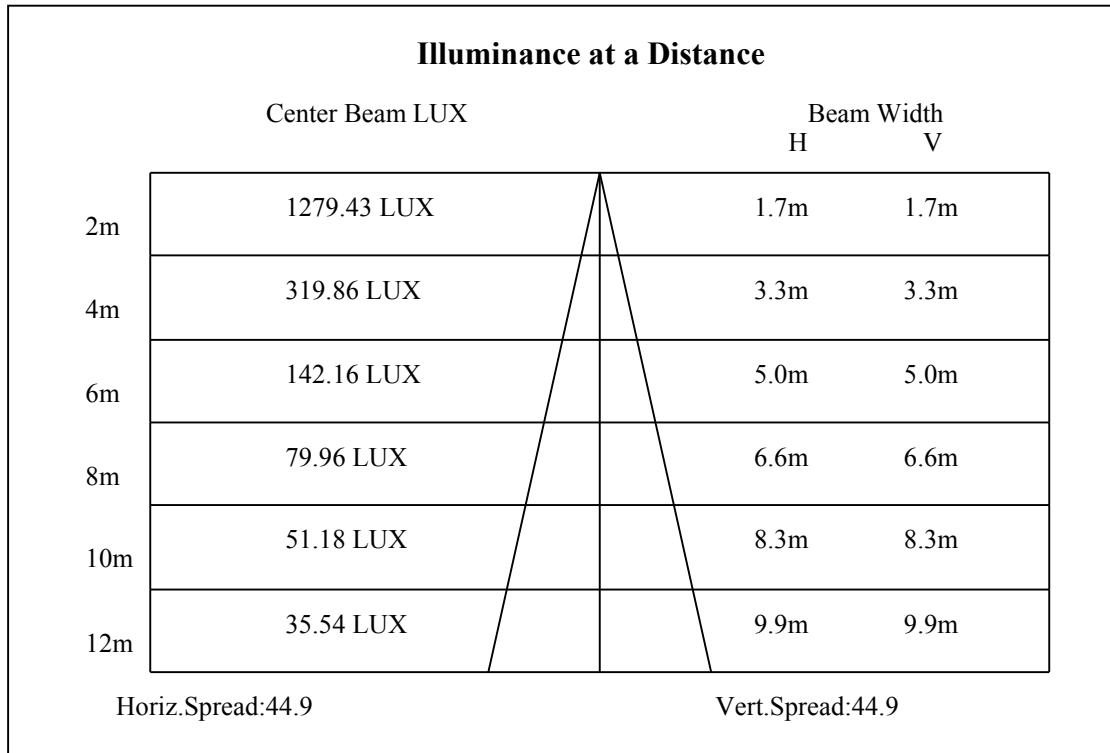 Illuminance at a Distance
Center Beam LUX Beam Width
H V
2m 1279.43 LUX 1.7m 1.7m
4m 319.86 LUX 3.3m 3.3m
6m 142.16 LUX 5.0m 5.0m
8m 79.96 LUX 6.6m 6.6m
10m 51.18 LUX 8.3m 8.3m
12m 35.54 LUX 9.9m 9.9m
Horiz.Spread:44.9 Vert.Spread:44.9